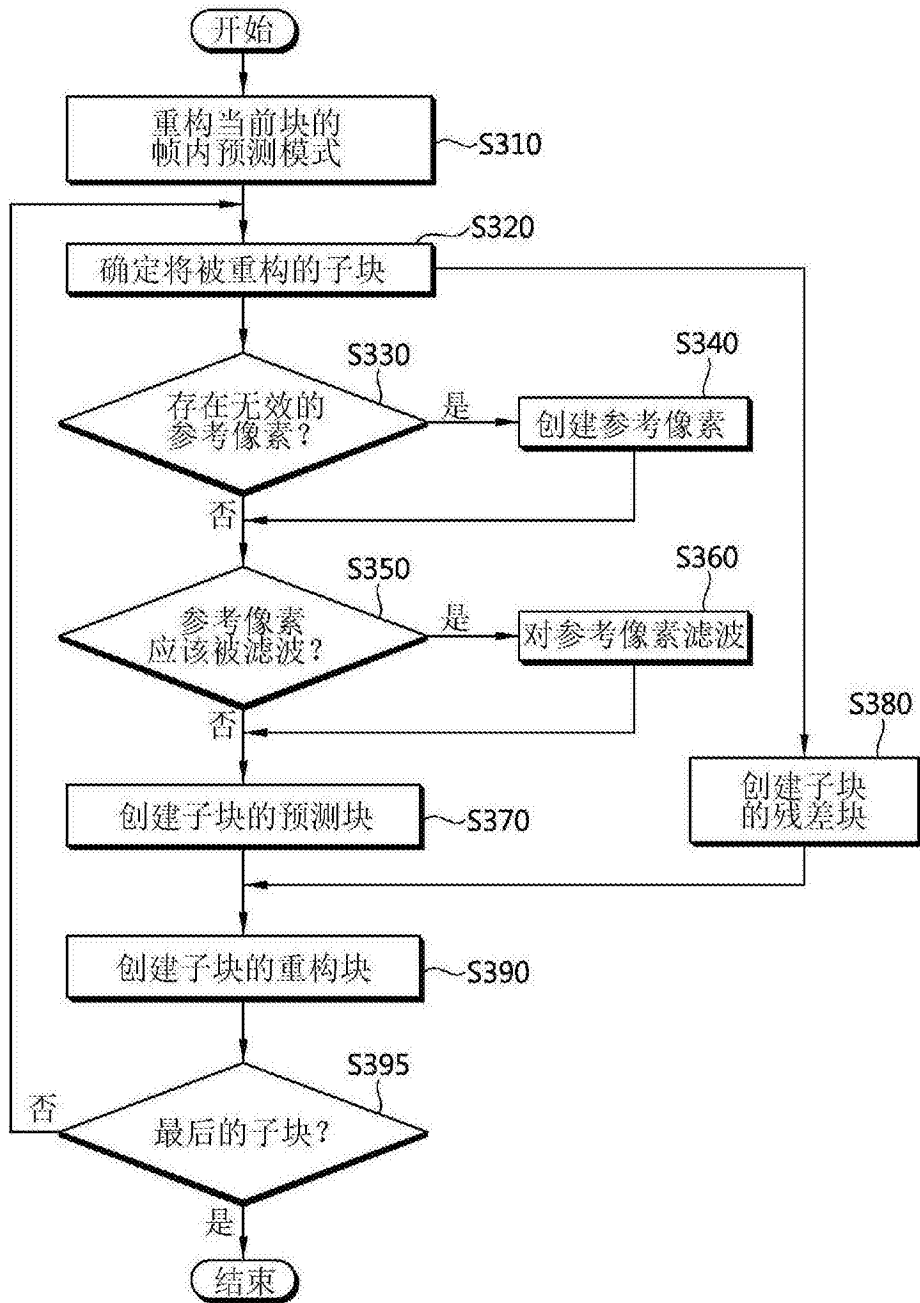 开始
重构当前块的
帧内预测模式
S310
S320
确定将被重构的子块
S330
存在无效的
参考像素？
是
S340
创建参考像素
否
S350
参考像素
应该被滤波？
是
S360
对参考像素滤波
否
S380
创建子块
的残差块
创建子块的预测块
S370
创建子块的重构块
S390
S395
最后的子块？
否
是
结束